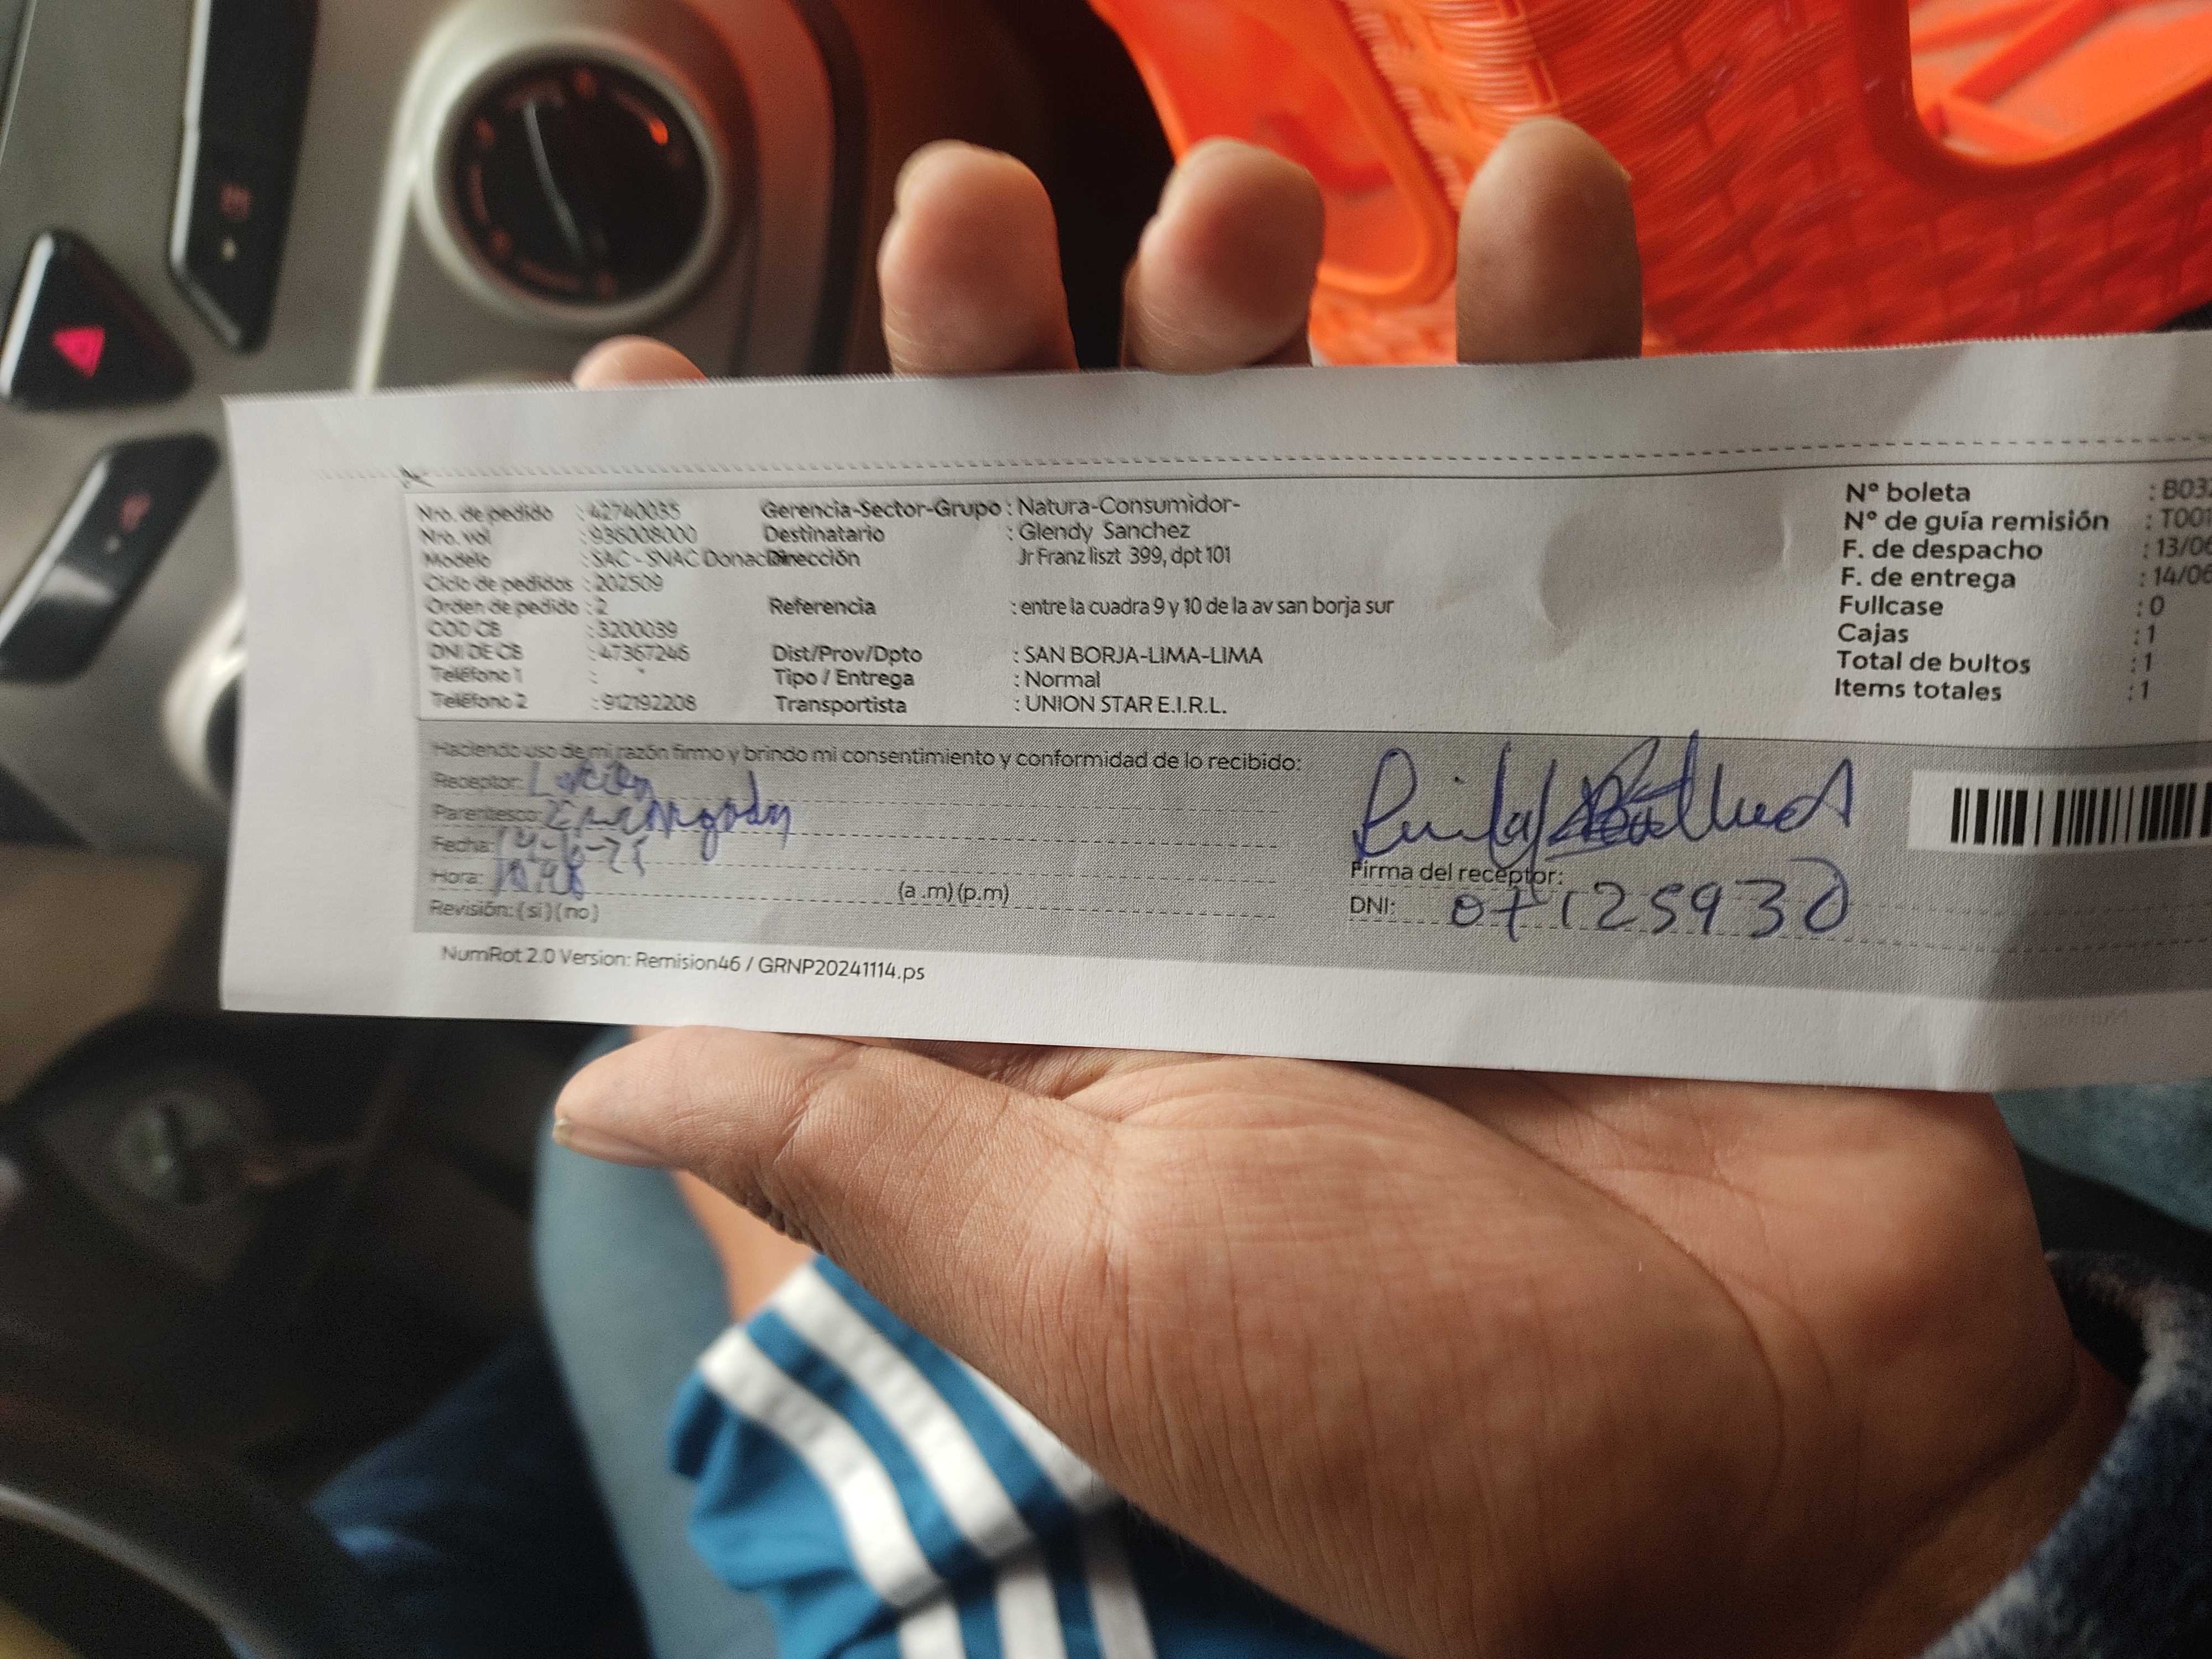 Nro. de pedido : 42740035 Gerencia-Sector-Grupo : Natura-Consumidor- N° boleta : B032
Nro. vol : 936008000 Destinatario : Glendy Sanchez N° de guía remisión : T001
Modelo : SAC - SNAC Donac Dirección Jr Franz liszt 399, dpt 101 F. de despacho : 13/06
Ciclo de pedidos : 202509 F. de entrega : 14/06
Orden de pedido : 2 Referencia : entre la cuadra 9 y 10 de la av san borja sur Fullcase : 0
COD CB : 3200039 Cajas : 1
DNI DE CB : 47367246 Dist/Prov/Dpto : SAN BORJA-LIMA-LIMA Total de bultos : 1
Teléfono 1 : Tipo / Entrega : Normal Items totales : 1
Teléfono 2 : 912192208 Transportista : UNION STAR E.I.R.L.
Haciendo uso de mi razón firmo y brindo mi consentimiento y conformidad de lo recibido:
Receptor:
Parentesco:
Fecha: 14-6-25
Hora: (a .m) (p.m) Firma del receptor:
Revisión: ( si ) ( no ) DNI: 07125930
NumRot 2.0 Version: Remision46 / GRNP20241114.ps